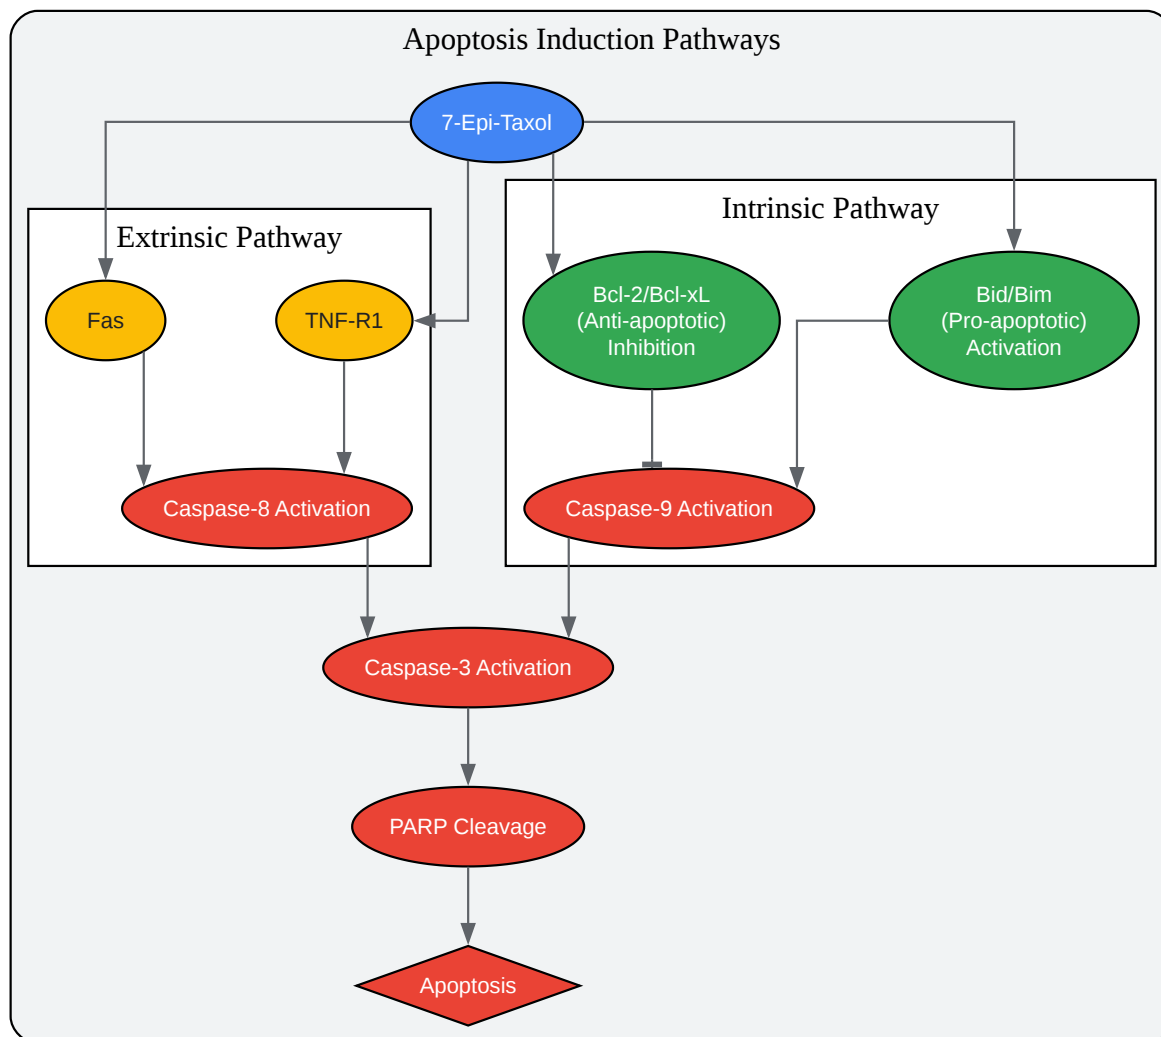 Apoptosis Induction Pathways
7-Epi-Taxol
Extrinsic Pathway
Intrinsic Pathway
Fas
TNF-R1
Bcl-2/Bcl-xL
(Anti-apoptotic)
Inhibition
Bid/Bim
(Pro-apoptotic)
Activation
Caspase-8 Activation
Caspase-9 Activation
Caspase-3 Activation
PARP Cleavage
Apoptosis